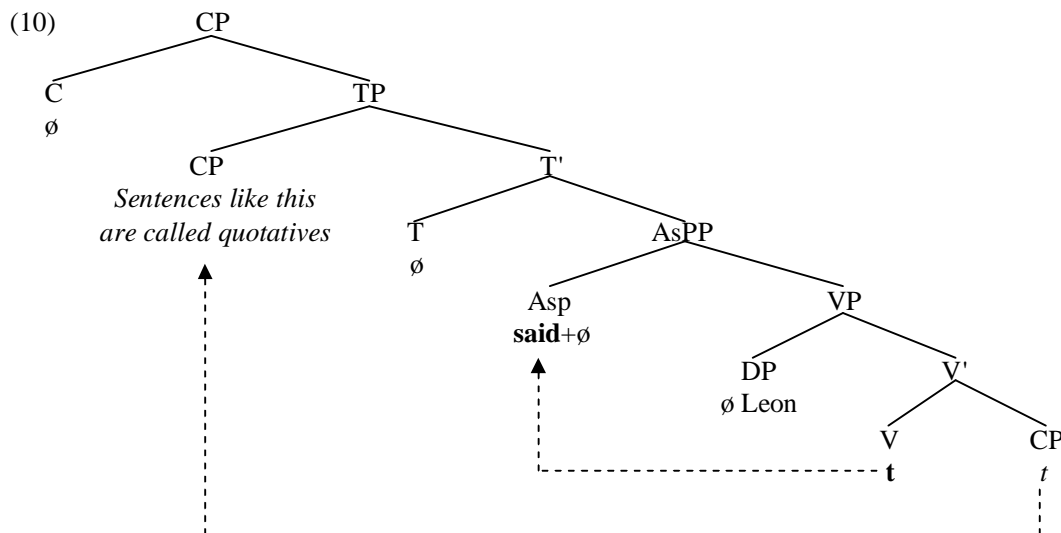 (10) CP
C TP
ø
CP T'
Sentences like this
are called quotatives
T AsPP
ø
Asp VP
said+ø
DP V'
ø Leon
V CP
t t